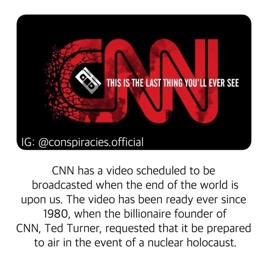 CNN
THIS IS THE LAST THING YOU'LL EVER SEE
IG: @conspiracies.official
CNN has a video scheduled to be
broadcasted when the end of the world is
upon us. The video has been ready ever since
1980, when the billionaire founder of
CNN, Ted Turner, requested that it be prepared
to air in the event of a nuclear holocaust.